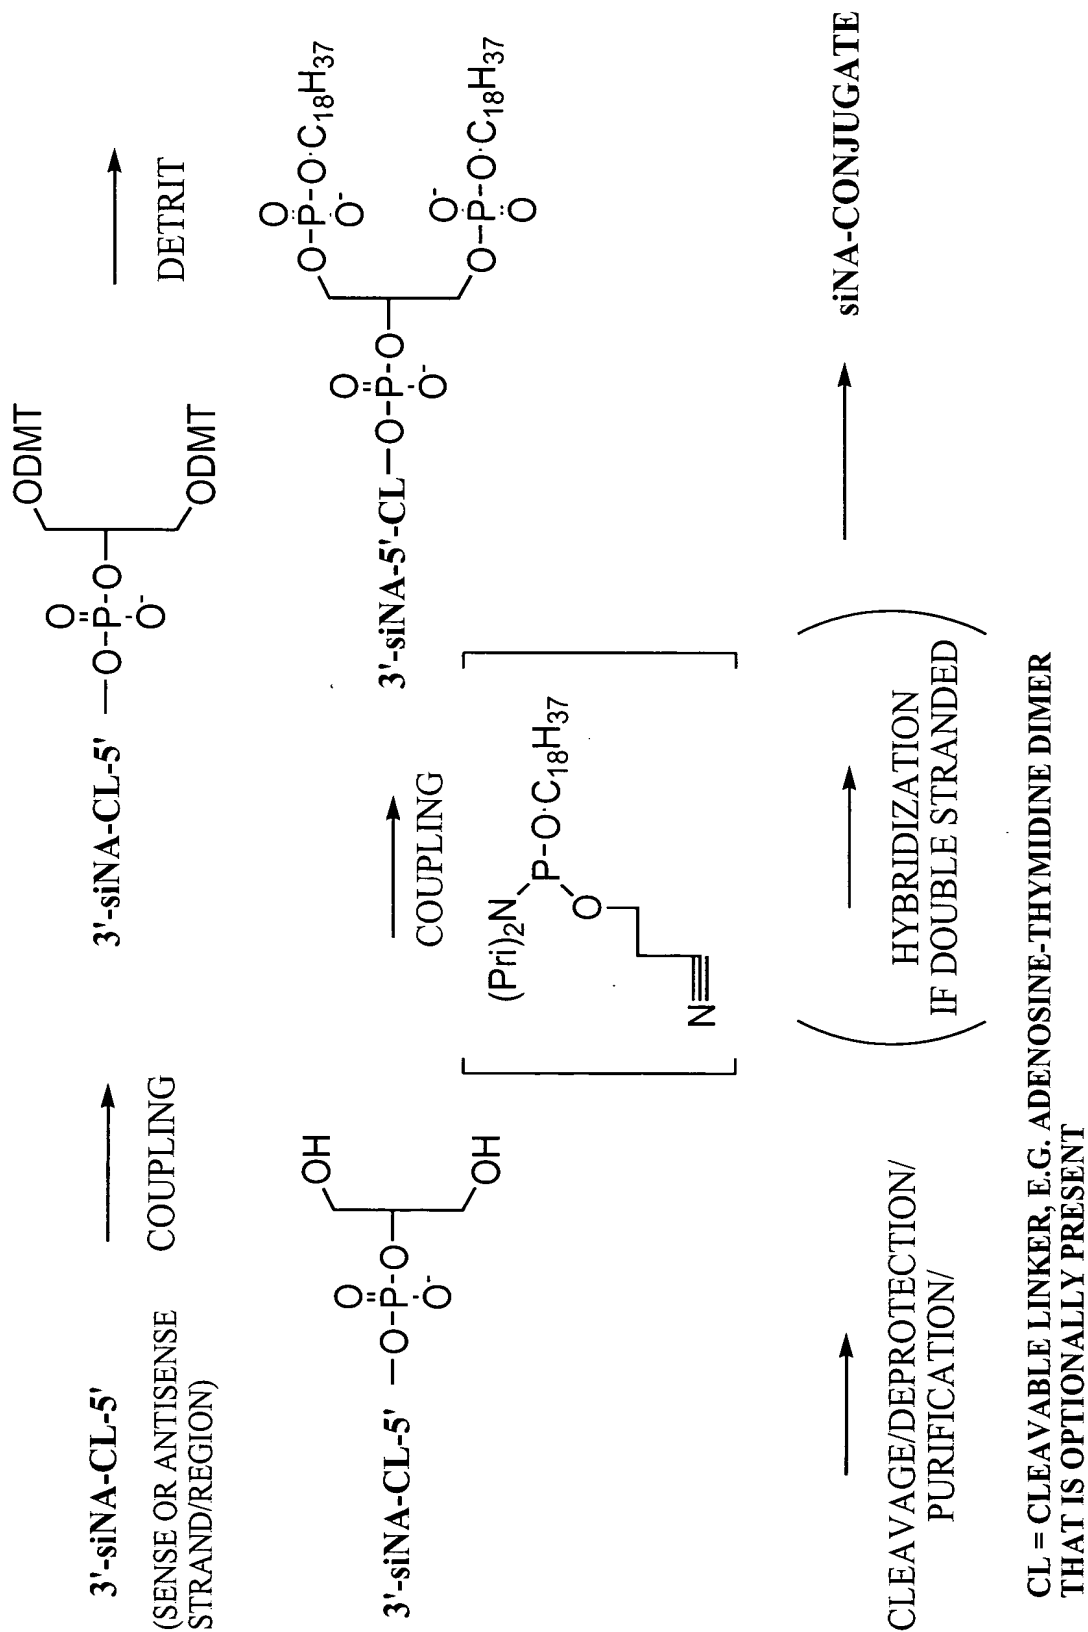 3'-siNA-CL-5'
(SENSE OR ANTISENSE
STRAND/REGION)
COUPLING
3'-siNA-CL-5'
O
O-P-O
O-
ODMT
ODMT
DETRIT
3'-siNA-CL-5'
O
O-P-O
O-
OH
OH
COUPLING
(Pri)2N
P-O·C18H37
O
N
3'-siNA-5'-CL
O
O-P-O
O-
O
O-P-O·C18H37
O-
O-
O-P-O·C18H37
O
CLEAVAGE/DEPROTECTION/
PURIFICATION/
HYBRIDIZATION
IF DOUBLE STRANDED
siNA-CONJUGATE
CL = CLEAVABLE LINKER, E.G. ADENOSINE-THYMIDINE DIMER
THAT IS OPTIONALLY PRESENT